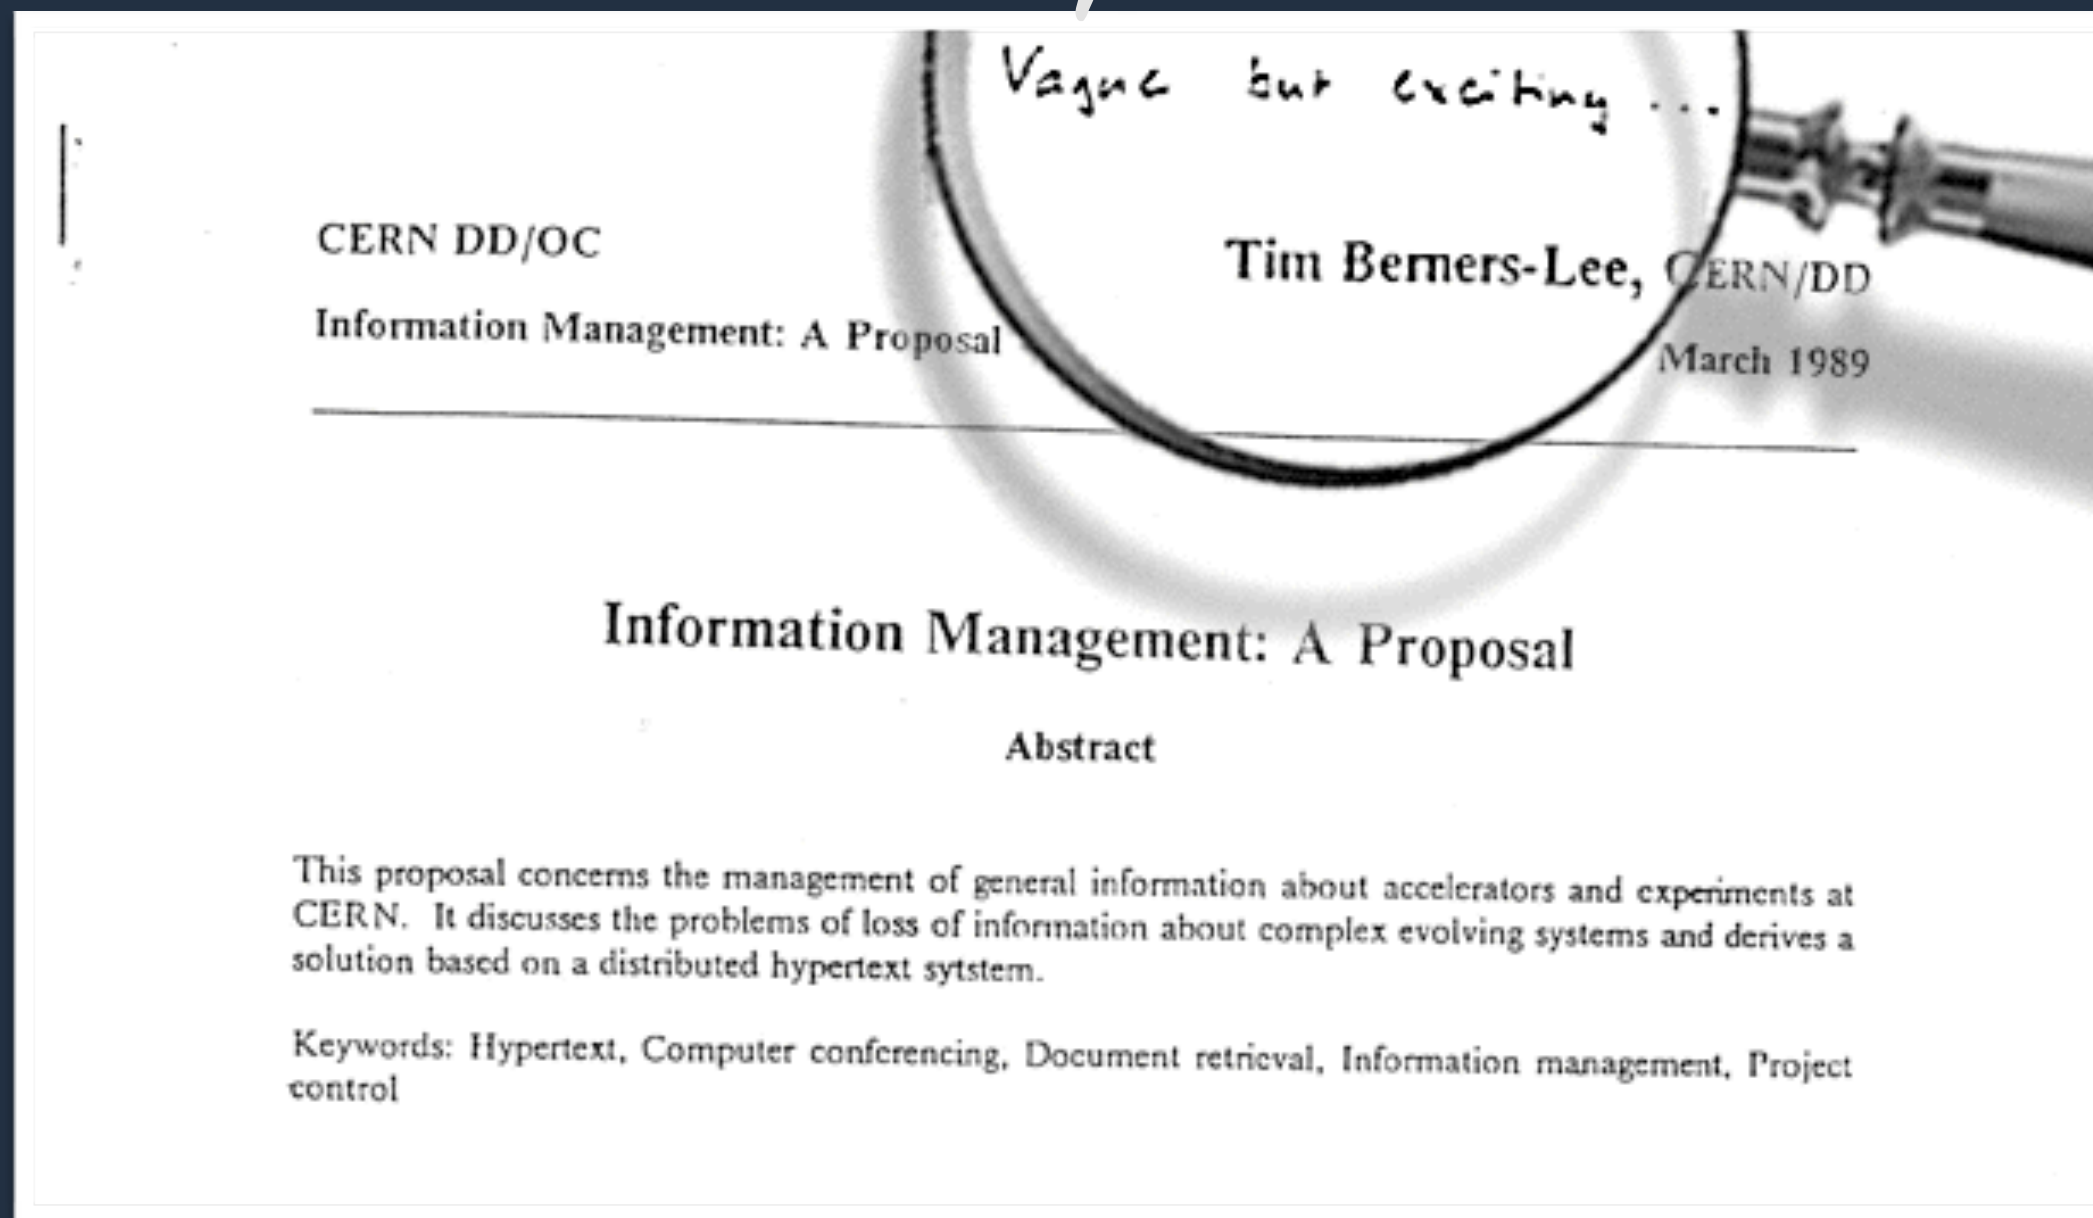 Vague but exciting ...
CERN DD/OC
Tim Berners-Lee, CERN/DD
Information Management: A Proposal
March 1989
Information Management: A Proposal
Abstract
This proposal concerns the management of general information about accelerators and experiments at
CERN. It discusses the problems of loss of information about complex evolving systems and derives a
solution based on a distributed hypertext sytstem.
Keywords: Hypertext, Computer conferencing, Document retrieval, Information management, Project
control